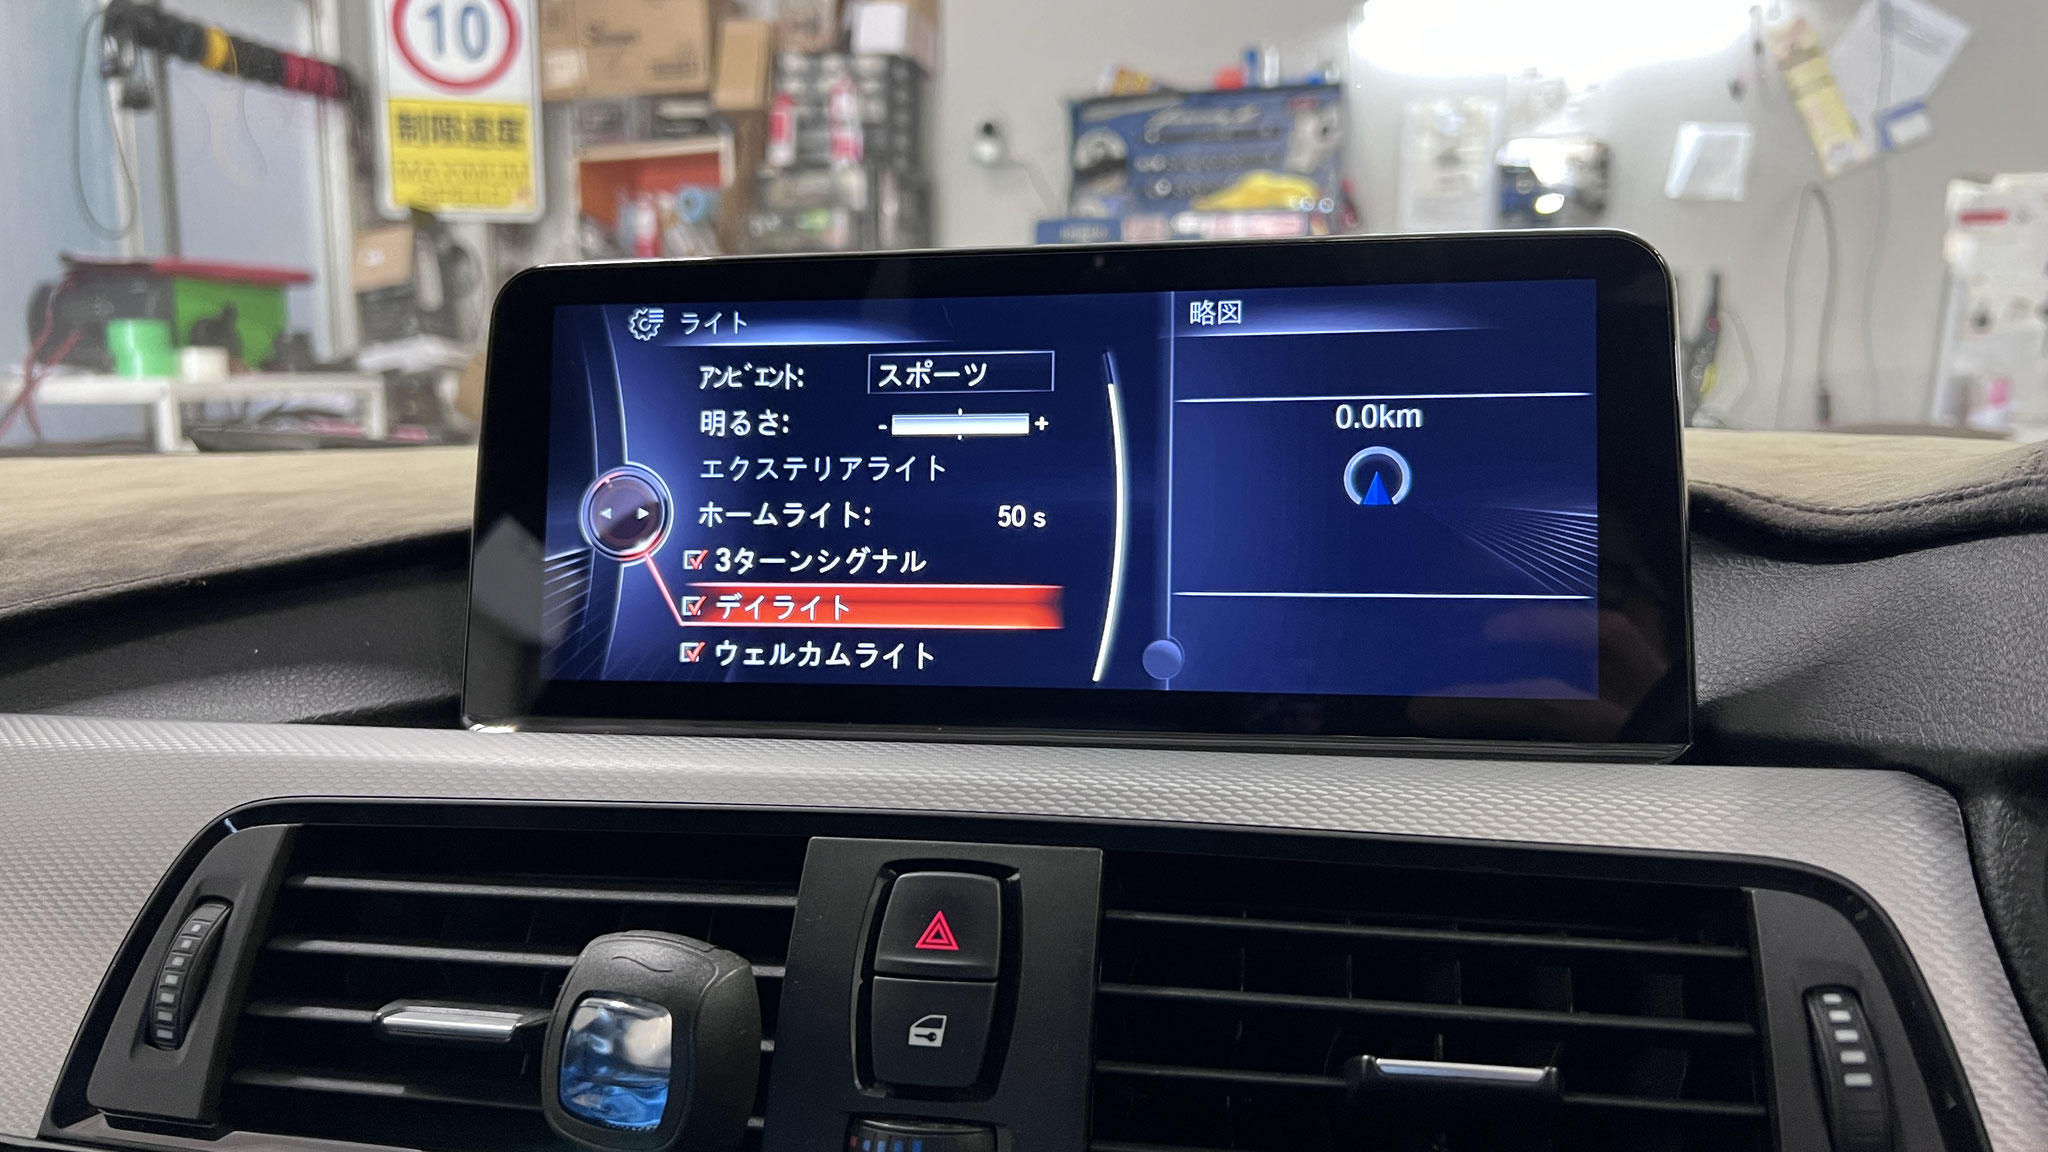 10
制限速度
ライト
アンビエント: スポーツ
明るさ: - +
エクステリアライト
ホームライト: 50 s
3ターンシグナル
デイライト
ウェルカムライト
略図
0.0km